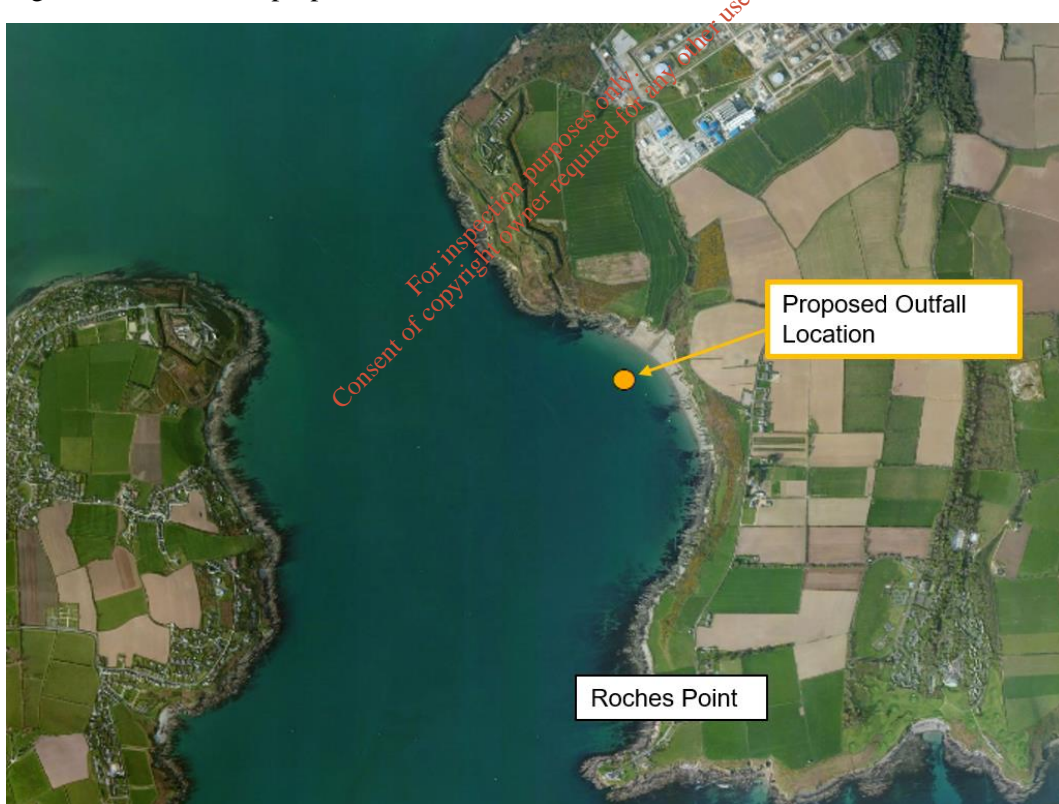 For inspection purposes only.
Consent of copyright owner required for any other use
Proposed Outfall
Location
Roches Point